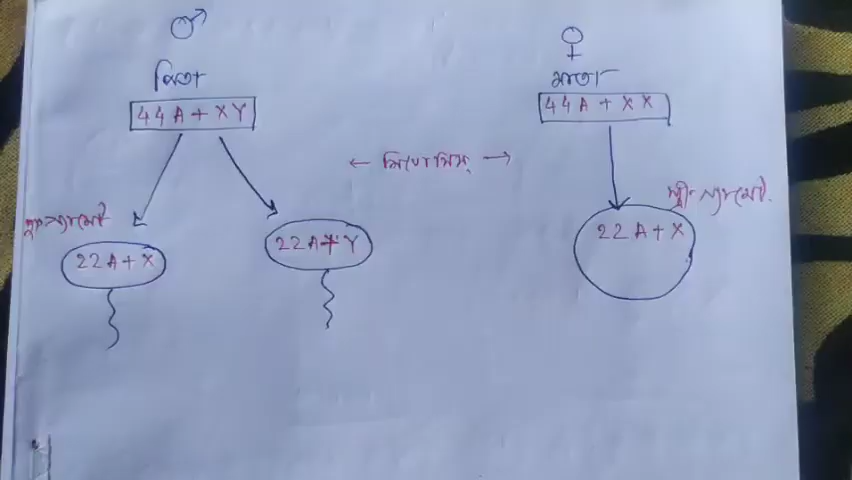 ♂
পিতা
44A + XY
♀
মাতা
44A + XX
← মিয়োসিস →
পুং গ্যামেট
22A + X
22A + Y
স্ত্রী গ্যামেট
22A + X